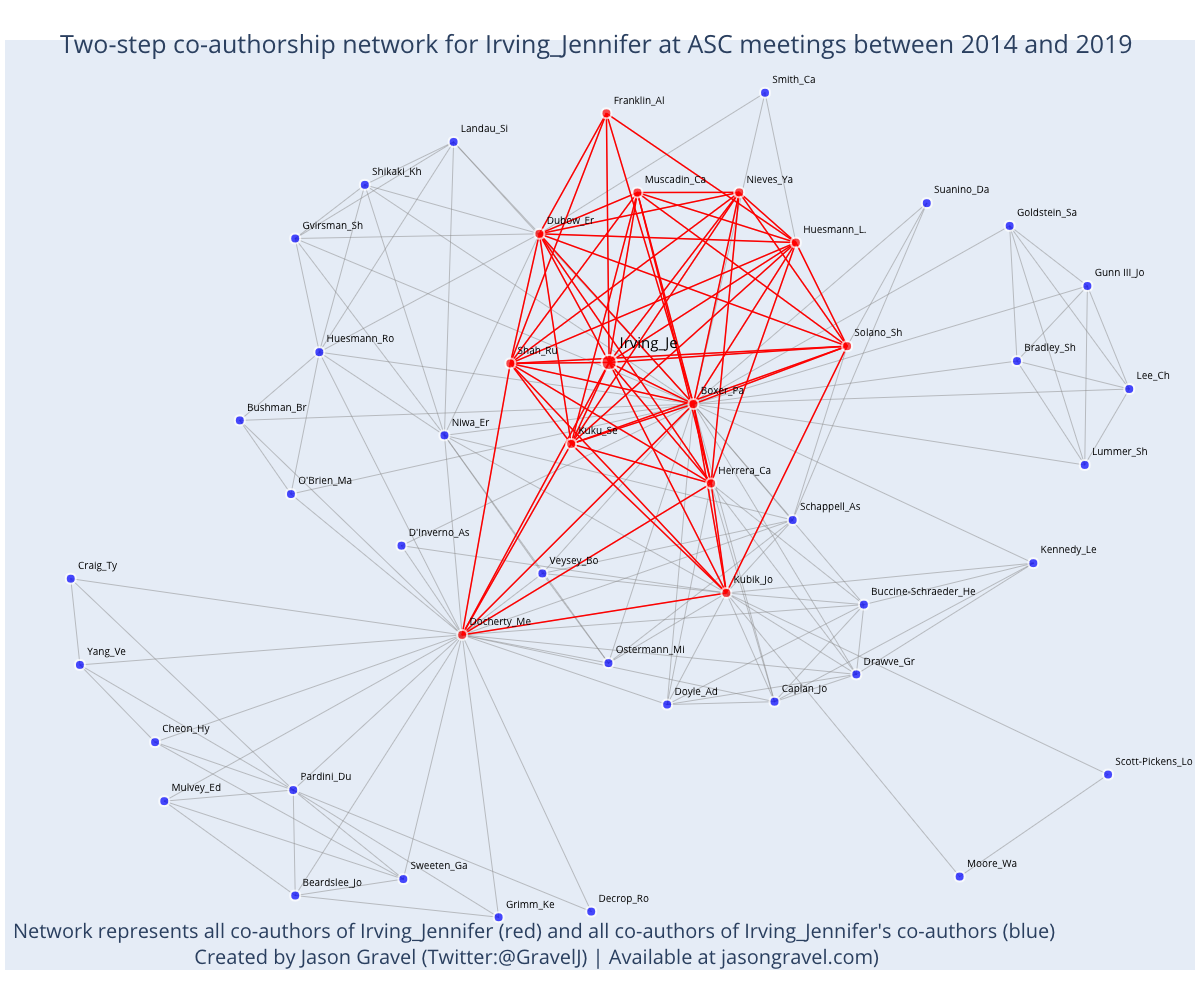 Two-step co-authorship network for Irving_Jennifer at ASC meetings between 2014 and 2019
Smith_Ca
Franklin_Al
Landau_Si
Shikaki_Kh
Muscadin_Ca
Nieves_Ya
Suanino_Da
Goldstein_Sa
Gvirsman_Sh
Dubow_Er
Huesmann_L.
Gunn III_Jo
Huesmann_Ro
Shah_Ru
Irving_Je
Solano_Sh
Bradley_Sh
Lee_Ch
Boxer_Pa
Bushman_Br
Niwa_Er
Kuku_Se
Lummer_Sh
O'Brien_Ma
Herrera_Ca
Schappell_As
D'Inverno_As
Kennedy_Le
Craig_Ty
Veysey_Bo
Kubik_Jo
Buccine-Schraeder_He
Docherty_Me
Yang_Ve
Ostermann_Mi
Drawve_Gr
Doyle_Ad
Caplan_Jo
Cheon_Hy
Scott-Pickens_Lo
Pardini_Du
Mulvey_Ed
Sweeten_Ga
Moore_Wa
Beardslee_Jo
Grimm_Ke
Decrop_Ro
Network represents all co-authors of Irving_Jennifer (red) and all co-authors of Irving_Jennifer's co-authors (blue)
Created by Jason Gravel (Twitter:@GravelJ) | Available at jasongravel.com)